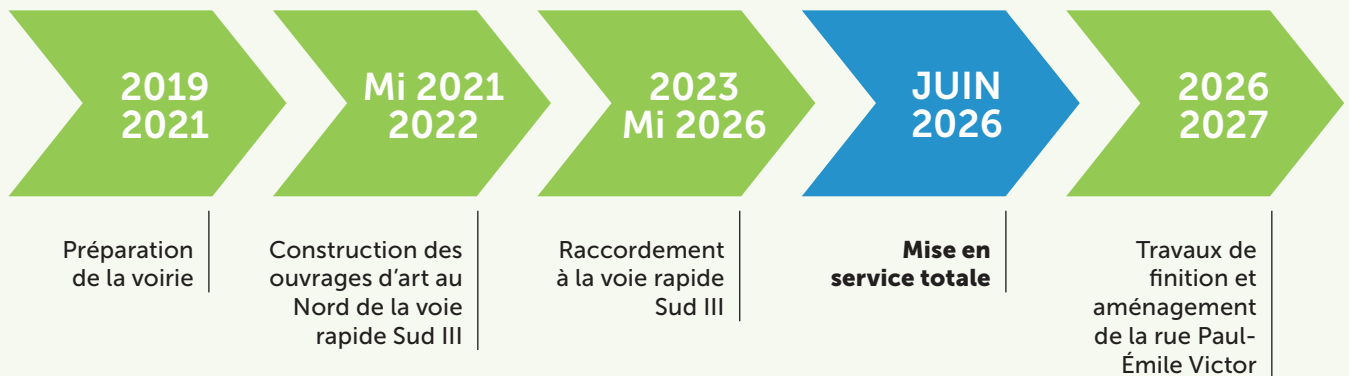 2019
2021
Mi 2021
2022
2023
Mi 2026
JUIN
2026
2026
2027
Préparation
de la voirie
Construction des
ouvrages d'art au
Nord de la voie
rapide Sud III
Raccordement
à la voie rapide
Sud III
Mise en
service totale
Travaux de
finition et
aménagement
de la rue Paul-
Émile Victor